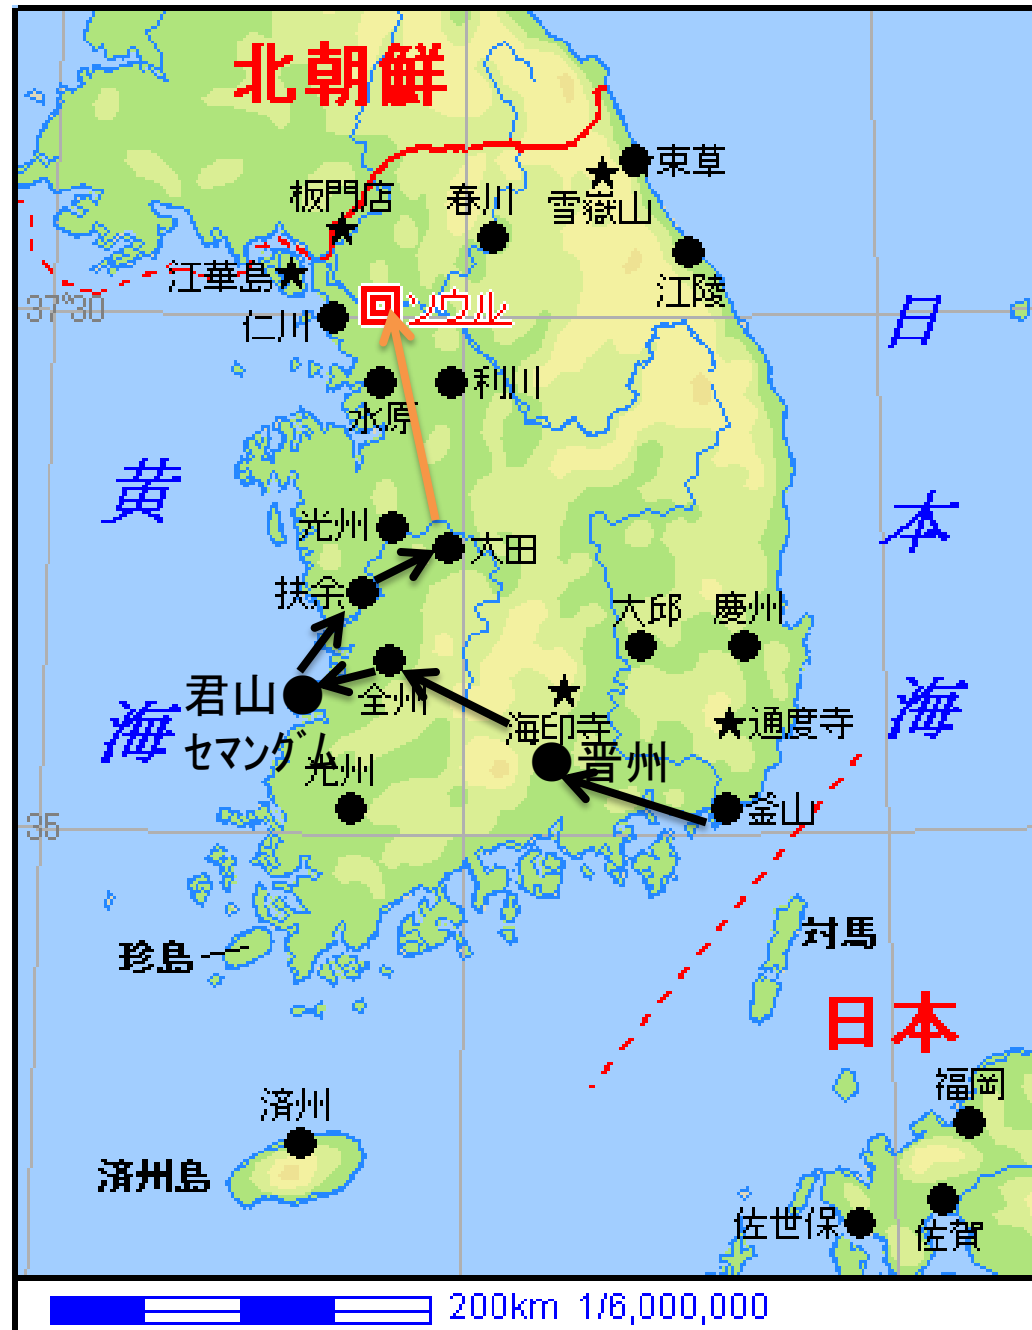 北朝鮮
束草
板門店
春川
雪嶽山
江華島
江陵
37°30
仁川
ソウル
日
水原
利川
黄
本
光州
大田
扶余
大邱
慶州
君山
全州
海
海印寺
通度寺
海
セマングム
晋州
光州
釜山
35
珍島
対馬
日本
福岡
済州
済州島
佐世保
佐賀
200km 1/6,000,000